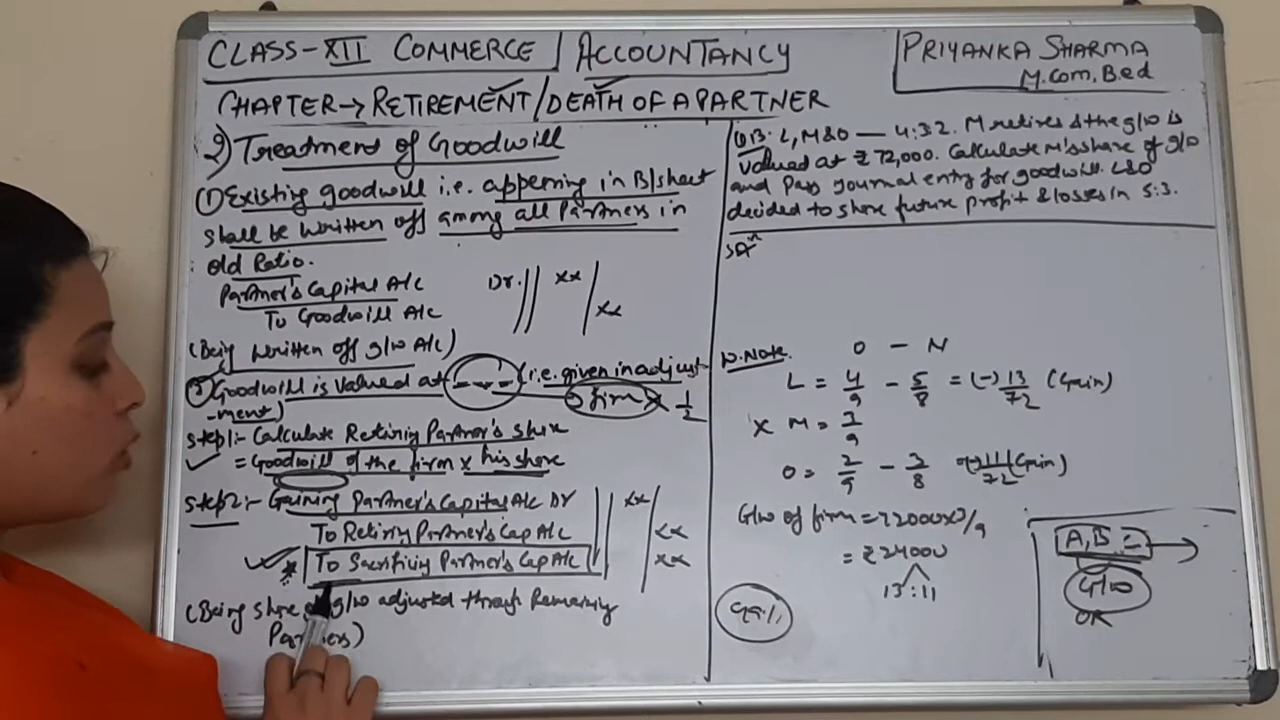 CLASS-XII COMMERCE / ACCOUNTANCY
PRIYANKA SHARMA
M.Com, B.ed
CHAPTER→RETIREMENT/DEATH OF A PARTNER
2) Treatment of Goodwill
(1) Existing goodwill i.e. apperring in B/sheet
shall be written off among all Partners in
old Ratio.
Partner's Capital A/c Dr. xx
To Goodwill A/c xx
(Being written off g/w A/c)
(2) Goodwill is valued at ---- (i.e. given in adjust-
-ment) firm x 1/2
step1:- Calculate Retiring Partner's share
= Goodwill of the firm x his share
step2:- Gaining Partner's Capital A/c Dr xx
To Retiring Partner's Cap A/c xx
* To Sacrificing Partner's Cap A/c xx
(Being share of g/w adjusted through Remaining
Partners)
13. L, M & O — 4:3:2. M retires & the g/w is
valued at ₹72,000. Calculate M's share of g/w
and Pass journal entry for goodwill. L&O
decided to share future profit & losses in 5:3.
Solⁿ
W.Note. O - N
L = 4/9 - 5/8 = (-) 13/72 (Gain)
x M = 3/9
O = 2/9 - 3/8 = (-) 11/72 (Gain)
G/w of firm = 72000x3/9
= ₹24000
13:11
A, B =
G/w
OR